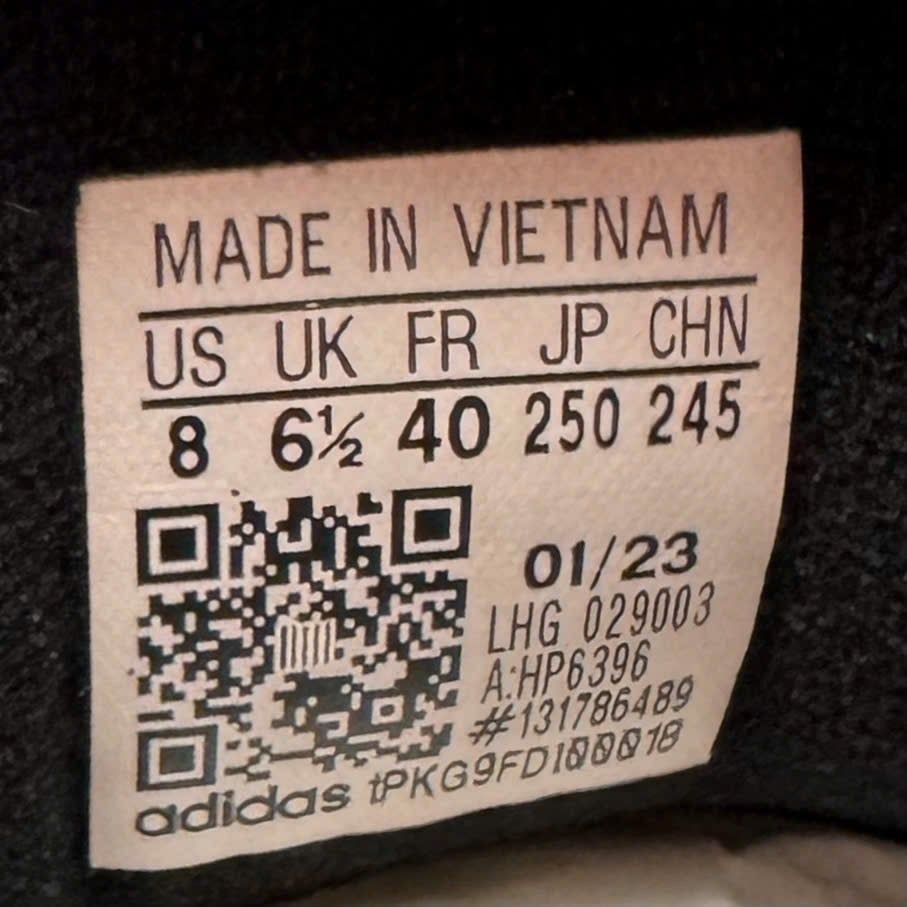 MADE IN VIETNAM
US UK FR JP CHN
8 6½ 40 250 245
01/23
LHG 029003
A:HP6396
#131786489
adidas tPKG9FDI00018